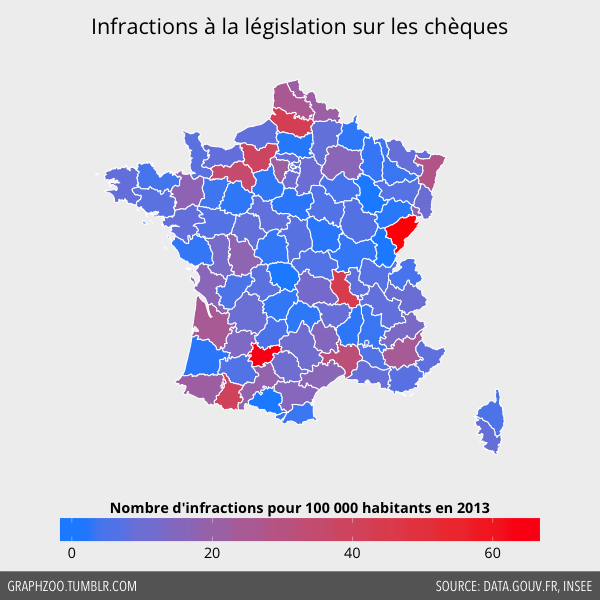 Infractions à la législation sur les chèques
Nombre d'infractions pour 100 000 habitants en 2013
0 20 40 60
GRAPHZOO.TUMBLR.COM SOURCE: DATA.GOUV.FR, INSEE